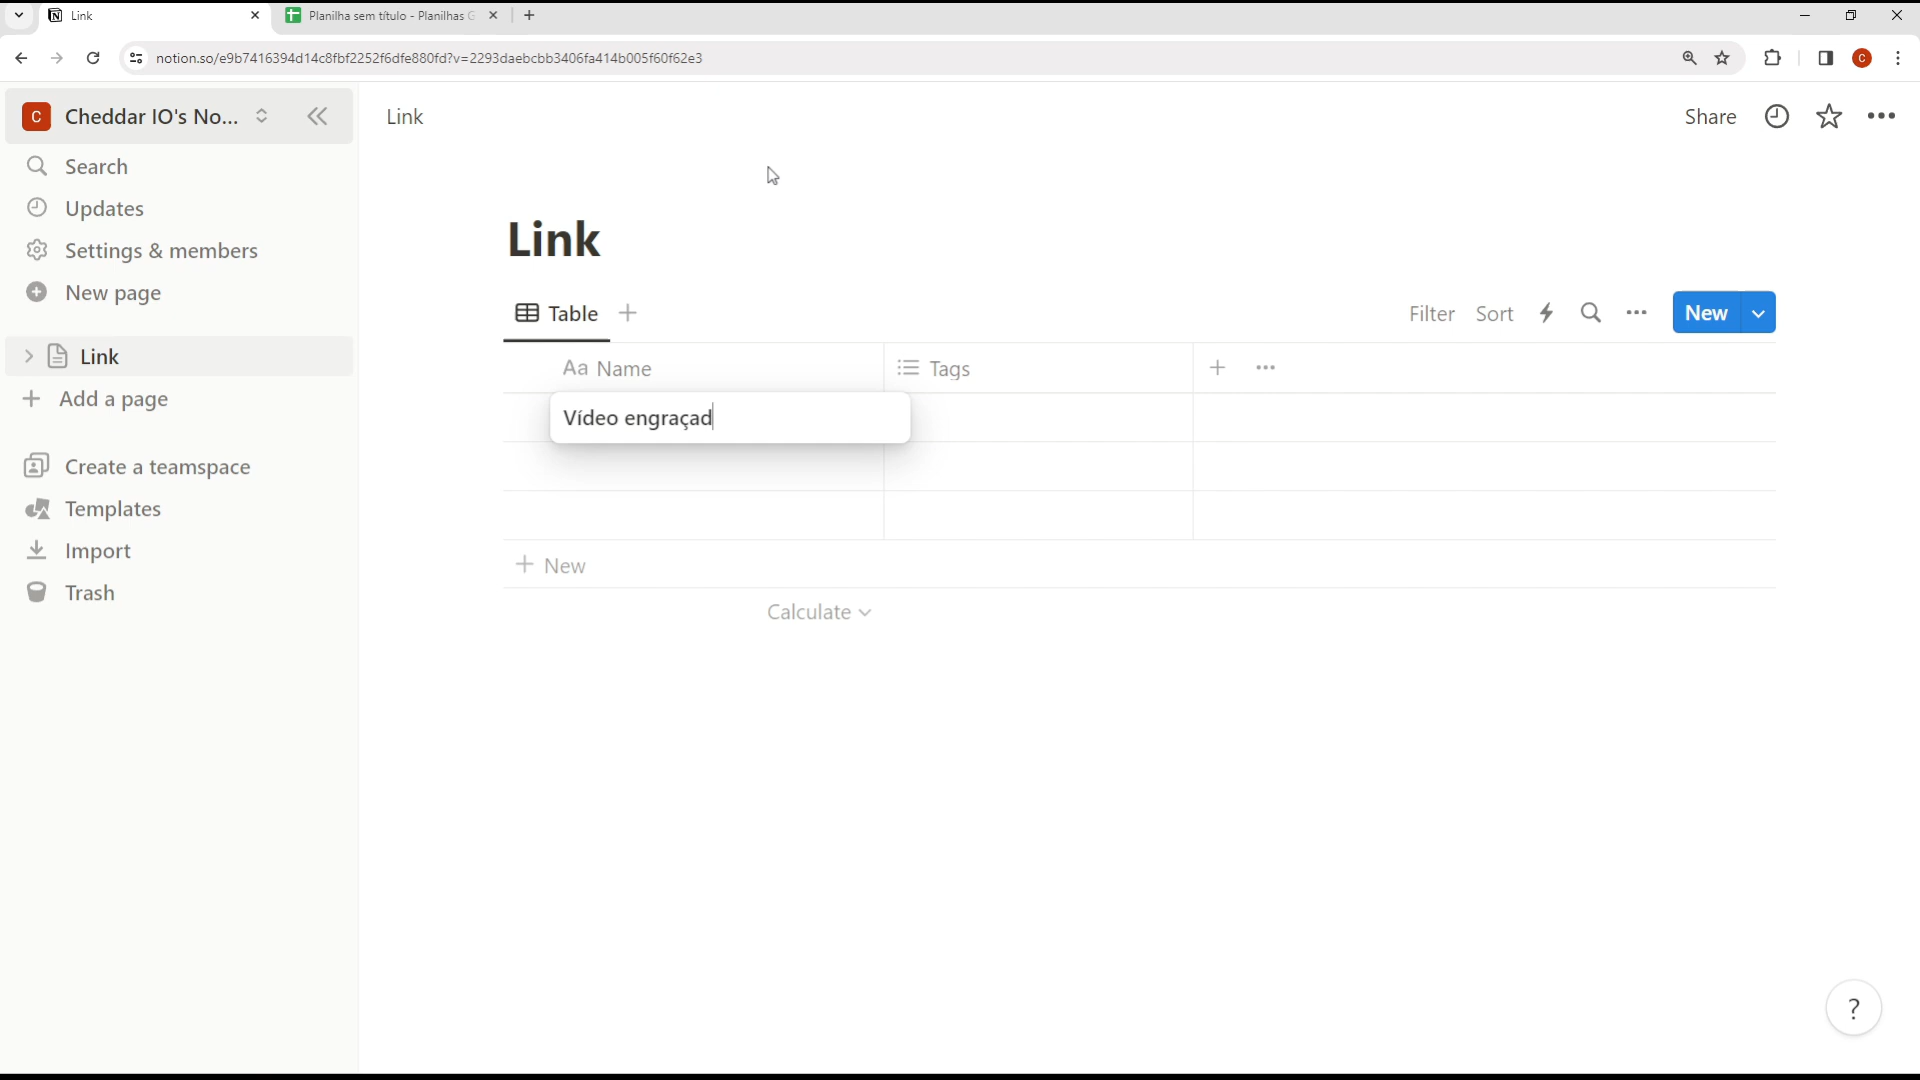 Link
Planilha sem título - Planilhas G
notion.so/e9b7416394d14c8fbf2252f6dfe880fd?v=2293daebcbb3406fa414b005f60f62e3
C
C Cheddar IO's No...
Link
Share
Search
Updates
Settings & members
New page
Link
Add a page
Create a teamspace
Templates
Import
Trash
Link
Table
Filter Sort
New
Aa Name
Tags
Vídeo engraçad
New
Calculate
?